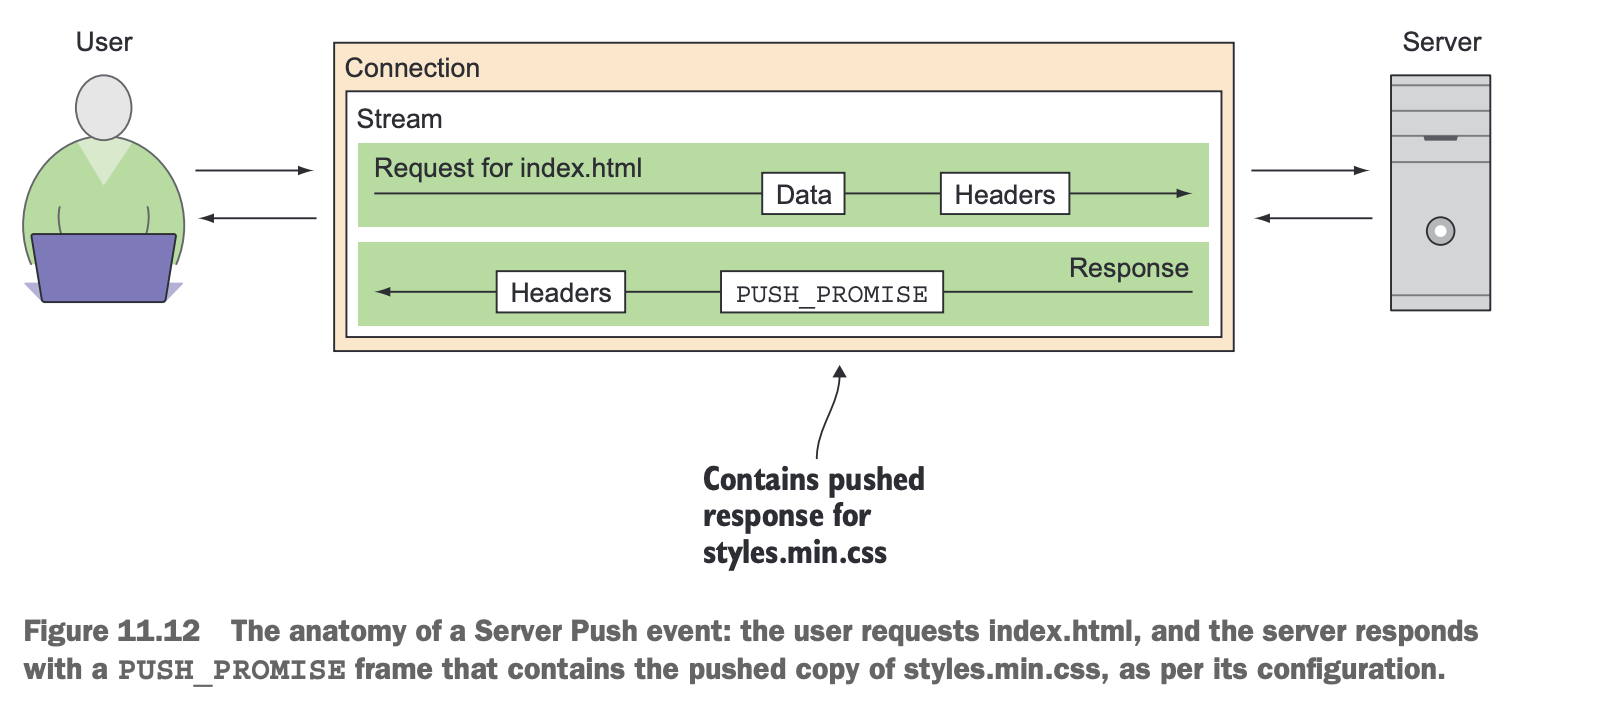 User
Server
Connection
Stream
Request for index.html
Data
Headers
Response
Headers
PUSH_PROMISE
Contains pushed
response for
styles.min.css
Figure 11.12 The anatomy of a Server Push event: the user requests index.html, and the server responds
with a PUSH_PROMISE frame that contains the pushed copy of styles.min.css, as per its configuration.